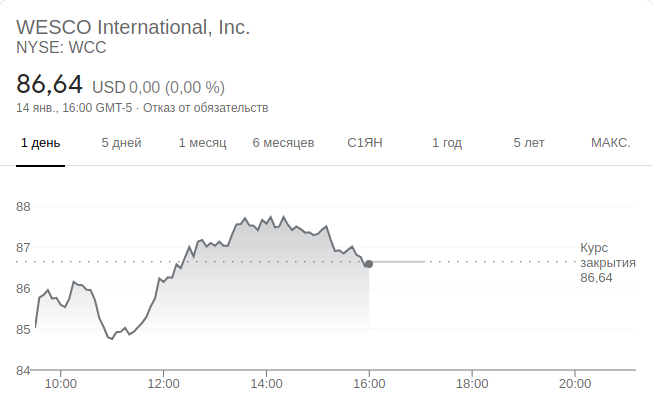 WESCO International, Inc.
NYSE: WCC
86,64 USD 0,00 (0,00 %)
14 янв., 16:00 GMT-5 · Отказ от обязательств
1 день 5 дней 1 месяц 6 месяцев С1ЯН 1 год 5 лет МАКС.
88
87
86
85
84
Курс
закрытия
86,64
10:00 12:00 14:00 16:00 18:00 20:00